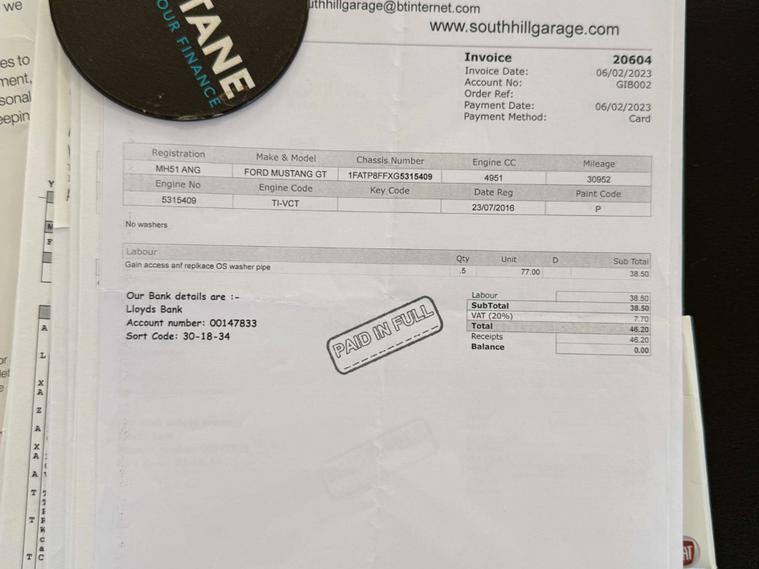 we
es to
ment,
sonal
eepin
TANE
OUR FINANCE
uthhillgarage@btinternet.com
www.southhillgarage.com
Invoice 20604
Invoice Date: 06/02/2023
Account No: GIB002
Order Ref:
Payment Date: 06/02/2023
Payment Method: Card
Registration Make & Model Chassis Number Engine CC Mileage
MH51 ANG FORD MUSTANG GT 1FATP8FFXG5315409 4951 30952
Engine No Engine Code Key Code Date Reg Paint Code
5315409 TI-VCT 23/07/2016 P
No washers
Labour Qty Unit D Sub Total
Gain access anf replkace OS washer pipe .5 77.00 38.50
Our Bank details are :-
Lloyds Bank
Account number: 00147833
Sort Code: 30-18-34
PAID IN FULL
Labour 38.50
SubTotal 38.50
VAT (20%) 7.70
Total 46.20
Receipts 46.20
Balance 0.00